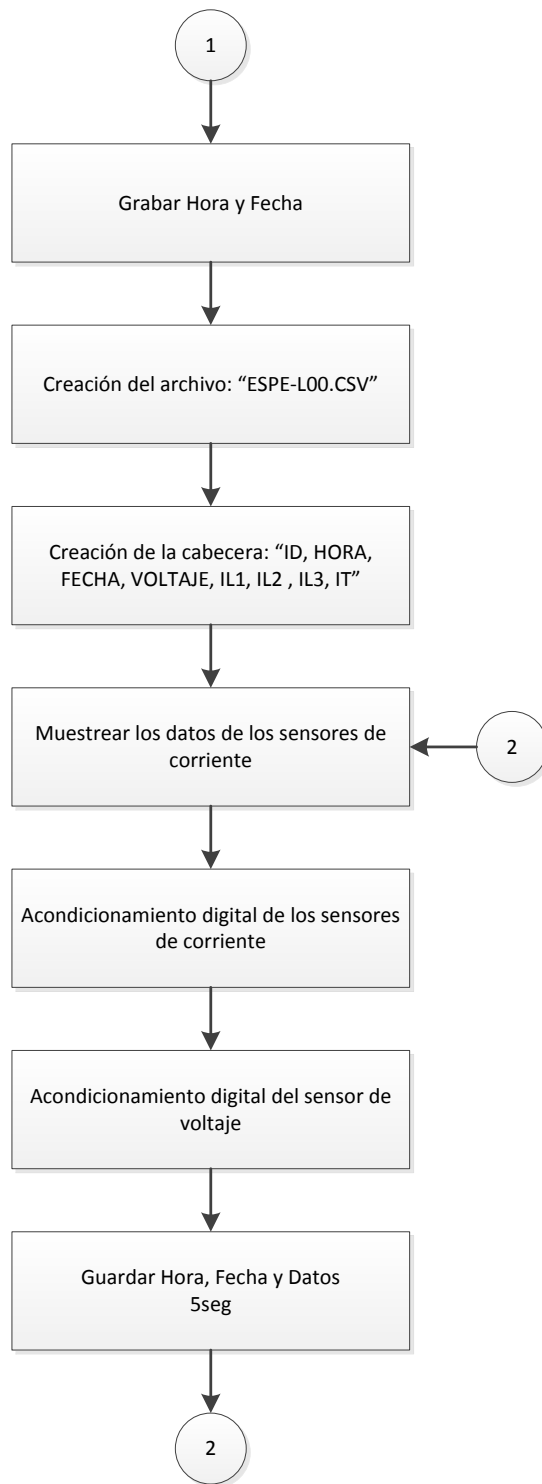 1
Grabar Hora y Fecha
Creación del archivo: “ESPE-L00.CSV”
Creación de la cabecera: “ID, HORA,
FECHA, VOLTAJE, IL1, IL2 , IL3, IT”
Muestrear los datos de los sensores de
corriente
2
Acondicionamiento digital de los sensores
de corriente
Acondicionamiento digital del sensor de
voltaje
Guardar Hora, Fecha y Datos
5seg
2